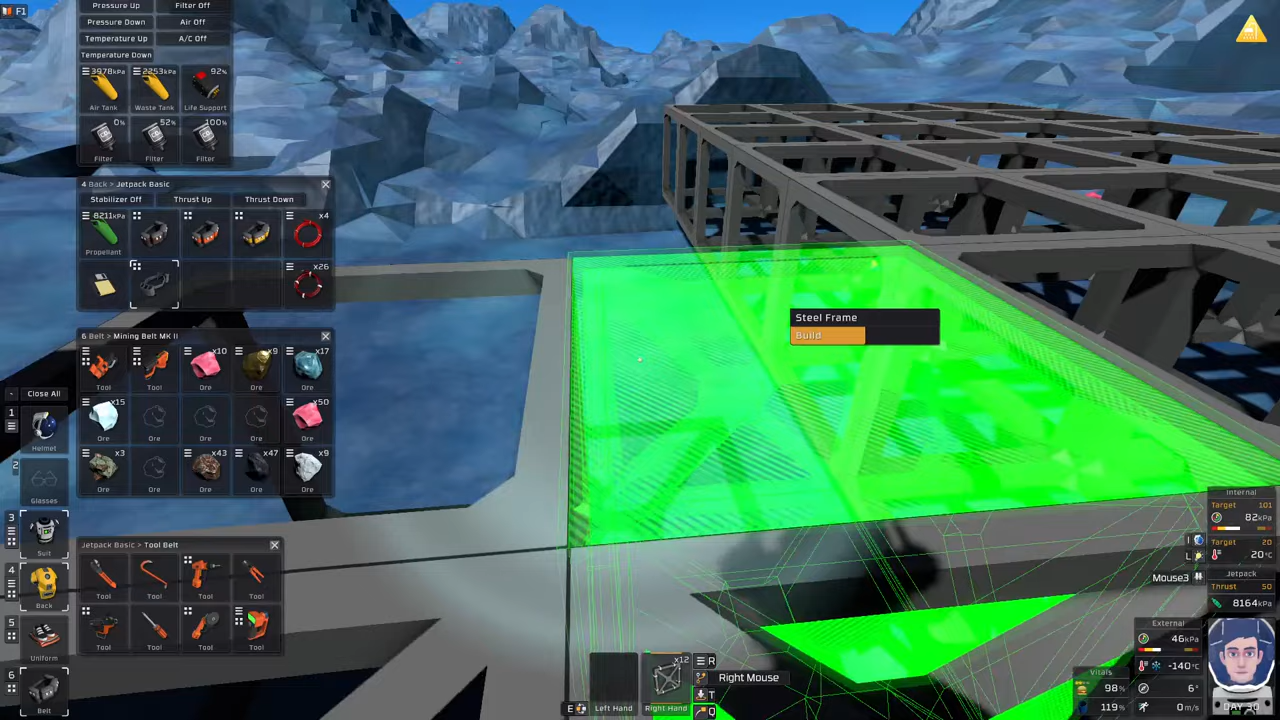 F1
Pressure Up Filter Off
Pressure Down Air Off
Temperature Up A/C Off
Temperature Down
3978kPa 2253kPa 92%
Air Tank Waste Tank Life Support
0% 52% 100%
Filter Filter Filter
4 Back > Jetpack Basic
Stabilizer Off Thrust Up Thrust Down
8211kPa x4
Propellant
x26
6 Belt > Mining Belt MK II
x10 x9 x17
Tool Tool Ore Ore Ore
x15 x50
Ore Ore Ore Ore Ore
x3 x43 x47 x9
Ore Ore Ore Ore Ore
- Close All
1
Helmet
2
Glasses
3
Suit
4
Back
5
Uniform
6
Belt
Jetpack Basic > Tool Belt
Tool Tool Tool Tool
Tool Tool Tool Tool
Steel Frame
Build
x12
R
Right Mouse
T
Q
E Left Hand Right Hand
Internal
Target 101
82kPa
Target 20
20°C
I
L
Mouse3
Jetpack
Thrust 50
8164kPa
External
46kPa
-140°C
6°
0m/s
Vitals
98%
119%
DAY 30